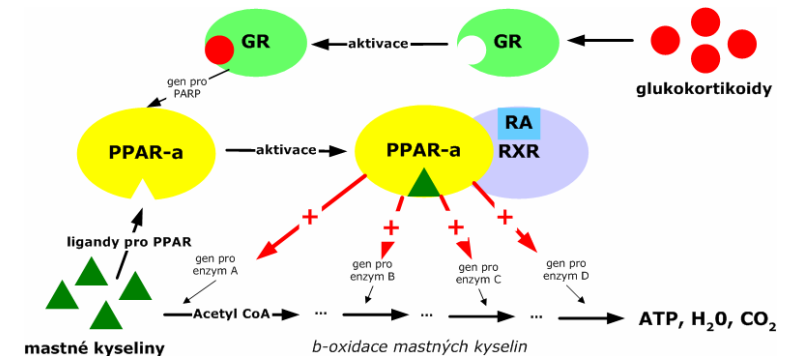 GR
aktivace
GR
glukokortikoidy
gen pro
PARP
PPAR-a
aktivace
PPAR-a
RA
RXR
ligandy pro PPAR
gen pro
enzym A
+
+
+
+
gen pro
enzym B
gen pro
enzym C
gen pro
enzym D
mastné kyseliny
Acetyl CoA
...
...
...
ATP, H20, CO2
b-oxidace mastných kyselin